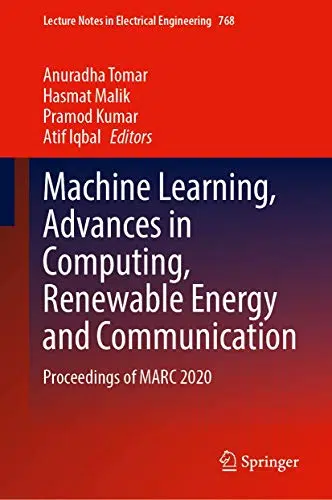 Lecture Notes in Electrical Engineering 768
Anuradha Tomar
Hasmat Malik
Pramod Kumar
Atif Iqbal Editors
Machine Learning,
Advances in
Computing,
Renewable Energy
and Communication
Proceedings of MARC 2020
Springer